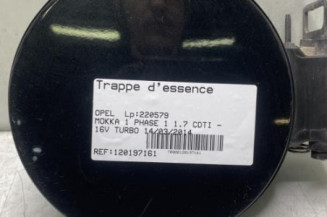 Trappe d'essence
OPEL Lp:220579
MOKKA 1 PHASE 1 1.7 CDTI -
16V TURBO 14/03/2014
REF:120197161